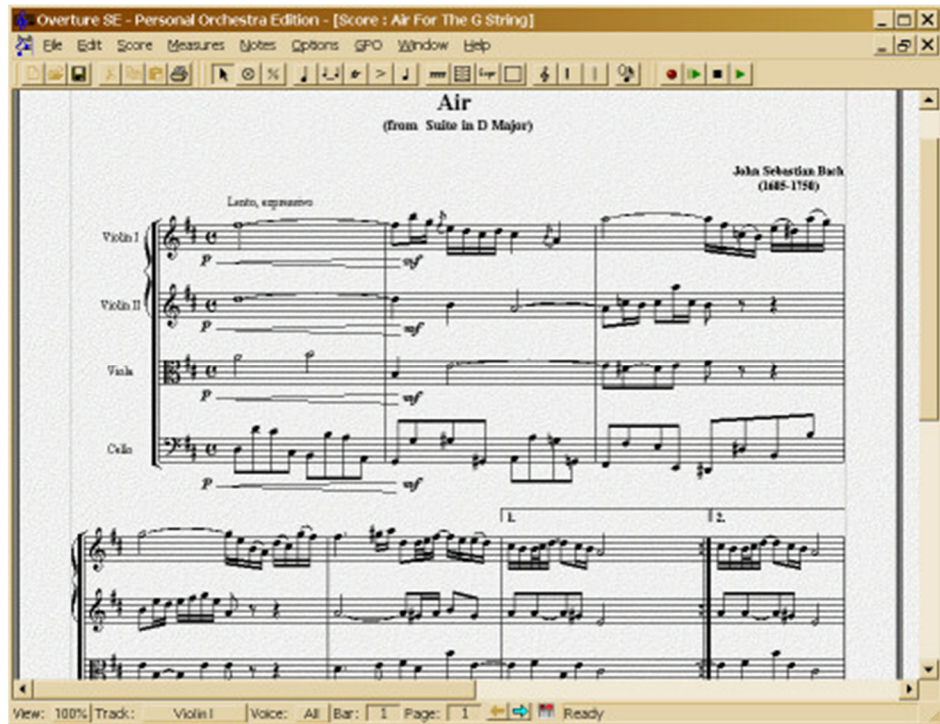 Overture SE - Personal Orchestra Edition - [Score : Air For The G String]
File Edit Score Measures Notes Options GPO Window Help
Air
(from Suite in D Major)
John Sebastian Bach
(1685-1750)
Lento, espressivo
Violin I
p mf
Violin II
p mf
Viola
p mf
Cello
p mf
1. 2.
View: 100% Track: Violin I Voice: All Bar: 1 Page: 1 Ready